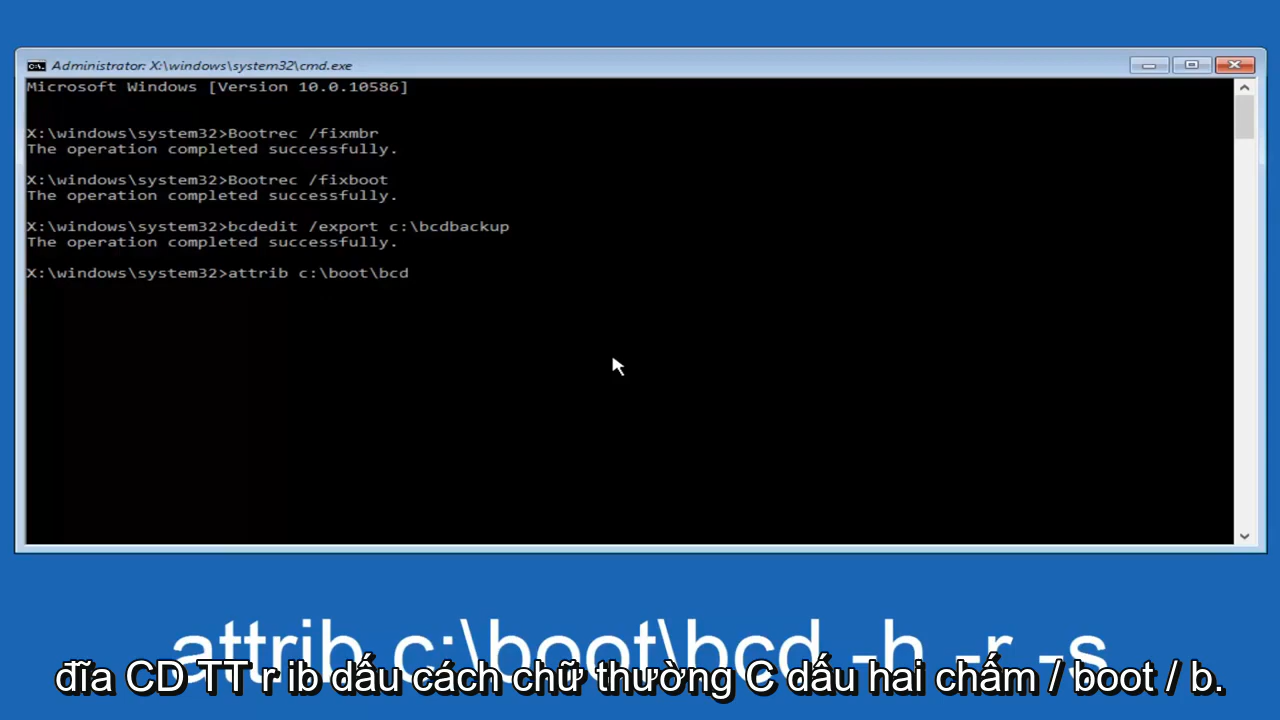 Administrator: X:\windows\system32\cmd.exe
Microsoft Windows [Version 10.0.10586]
X:\windows\system32>Bootrec /fixmbr
The operation completed successfully.
X:\windows\system32>Bootrec /fixboot
The operation completed successfully.
X:\windows\system32>bcdedit /export c:\bcdbackup
The operation completed successfully.
X:\windows\system32>attrib c:\boot\bcd
attrib c:\boot\bcd -h -r -s
đĩa CD TT r ib dấu cách chữ thường C dấu hai chấm / boot / b.